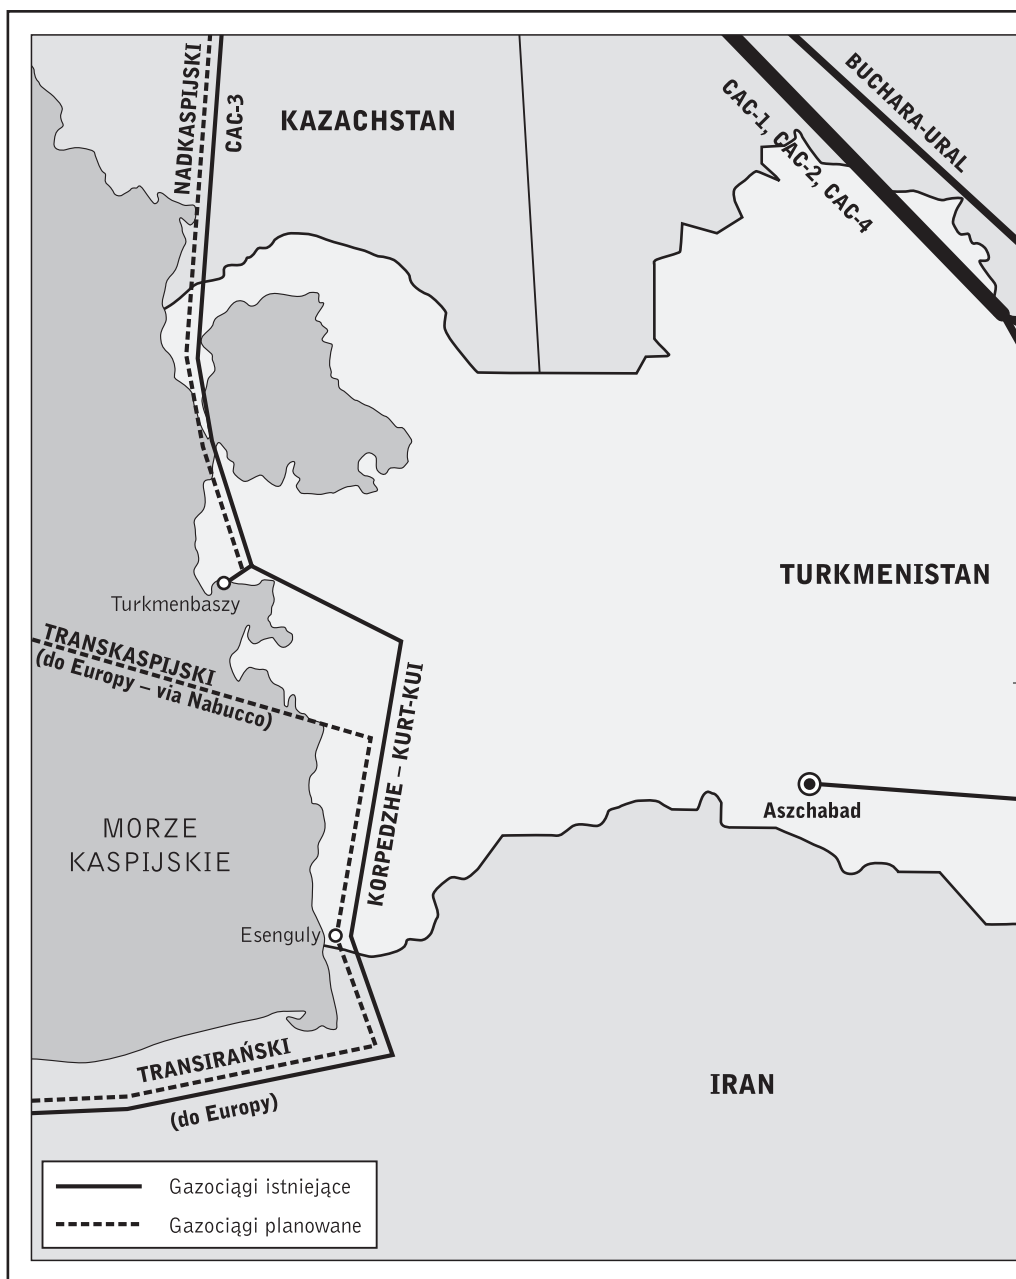 NADKASPIJSKI
CAC-3
KAZACHSTAN
BUCHARA-URAL
CAC-1, CAC-2, CAC-4
TURKMENISTAN
Turkmenbaszy
TRANSKASPIJSKI
(do Europy – via Nabucco)
KORPEDZHE – KURT-KUI
Aszchabad
MORZE
KASPIJSKIE
Esenguly
TRANSIRAŃSKI
(do Europy)
IRAN
Gazociągi istniejące
Gazociągi planowane